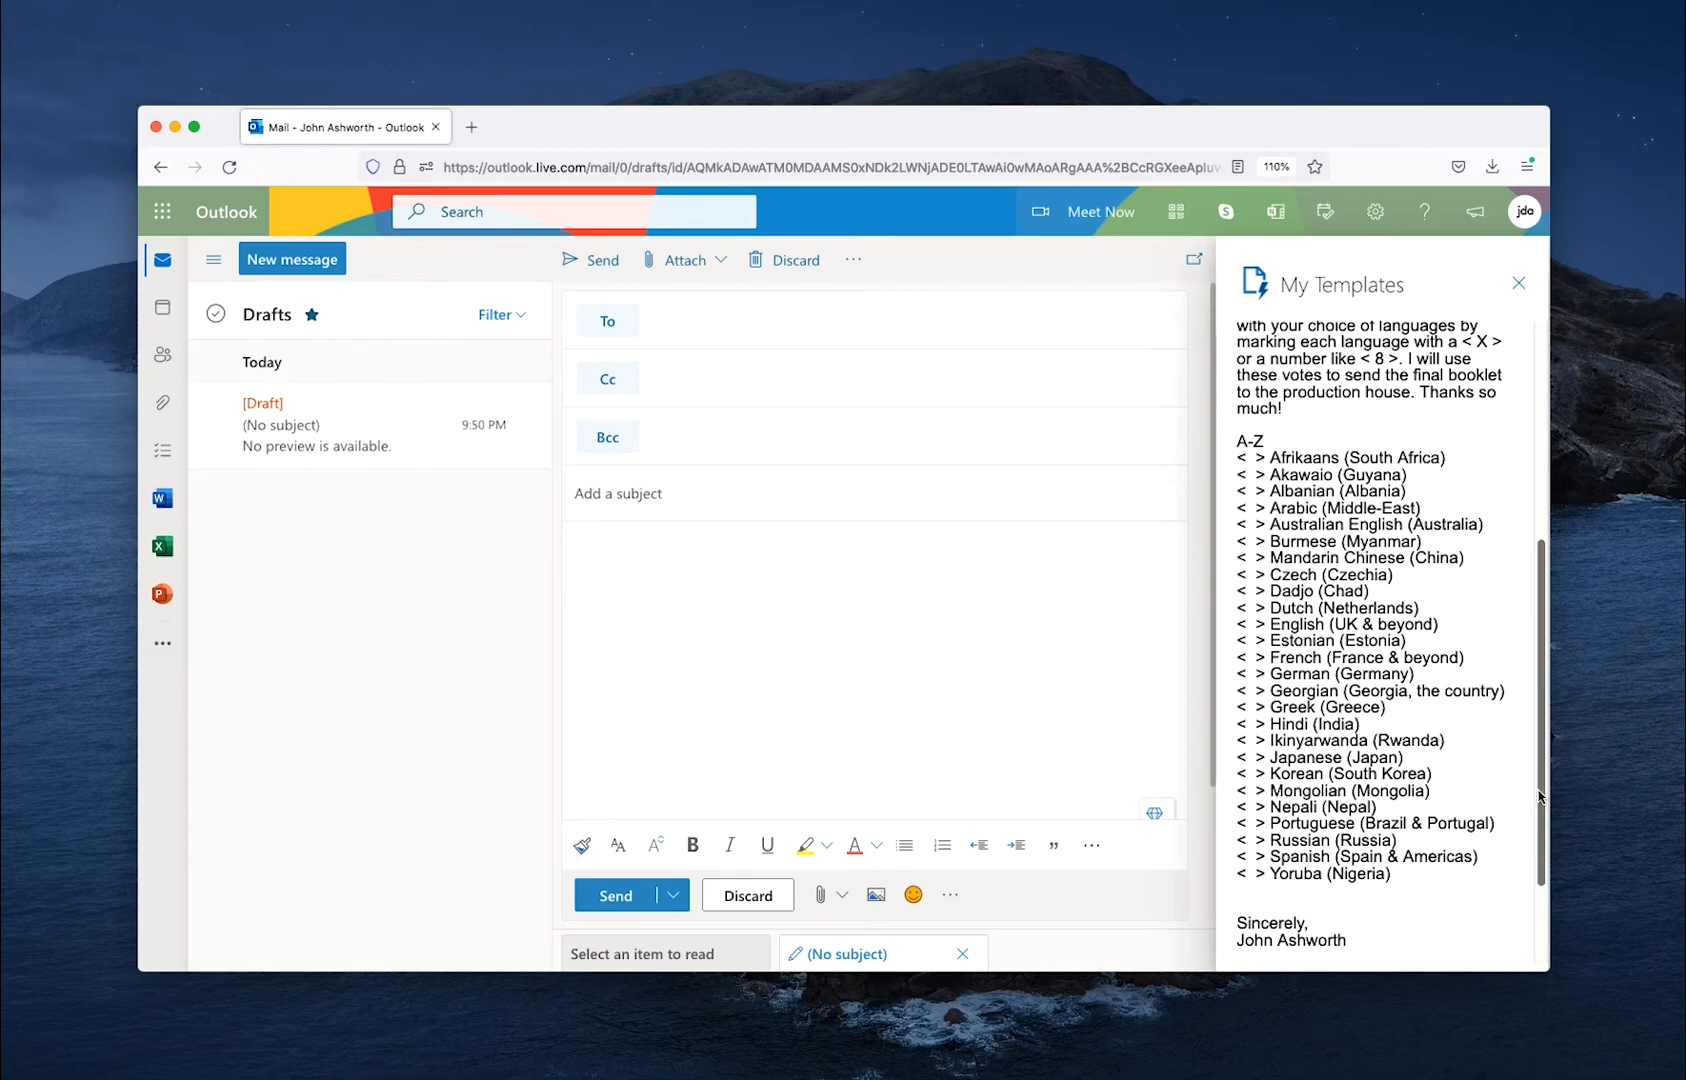 Mail - John Ashworth - Outlook
https://outlook.live.com/mail/0/drafts/id/AQMkADAwATM0MDAAMS0xNDk2LWNjADE0LTAwAi0wMAoARgAAA%2BCcRGXeeApluv
110%
Outlook
Search
Meet Now
jda
New message
Send
Attach
Discard
My Templates
Drafts
Filter
To
Today
Cc
[Draft]
(No subject)
9:50 PM
No preview is available.
Bcc
Add a subject
with your choice of languages by
marking each language with a < X >
or a number like < 8 >. I will use
these votes to send the final booklet
to the production house. Thanks so
much!
A-Z
< > Afrikaans (South Africa)
< > Akawaio (Guyana)
< > Albanian (Albania)
< > Arabic (Middle-East)
< > Australian English (Australia)
< > Burmese (Myanmar)
< > Mandarin Chinese (China)
< > Czech (Czechia)
< > Dadjo (Chad)
< > Dutch (Netherlands)
< > English (UK & beyond)
< > Estonian (Estonia)
< > French (France & beyond)
< > German (Germany)
< > Georgian (Georgia, the country)
< > Greek (Greece)
< > Hindi (India)
< > Ikinyarwanda (Rwanda)
< > Japanese (Japan)
< > Korean (South Korea)
< > Mongolian (Mongolia)
< > Nepali (Nepal)
< > Portuguese (Brazil & Portugal)
< > Russian (Russia)
< > Spanish (Spain & Americas)
< > Yoruba (Nigeria)
Sincerely,
John Ashworth
Send
Discard
Select an item to read
(No subject)